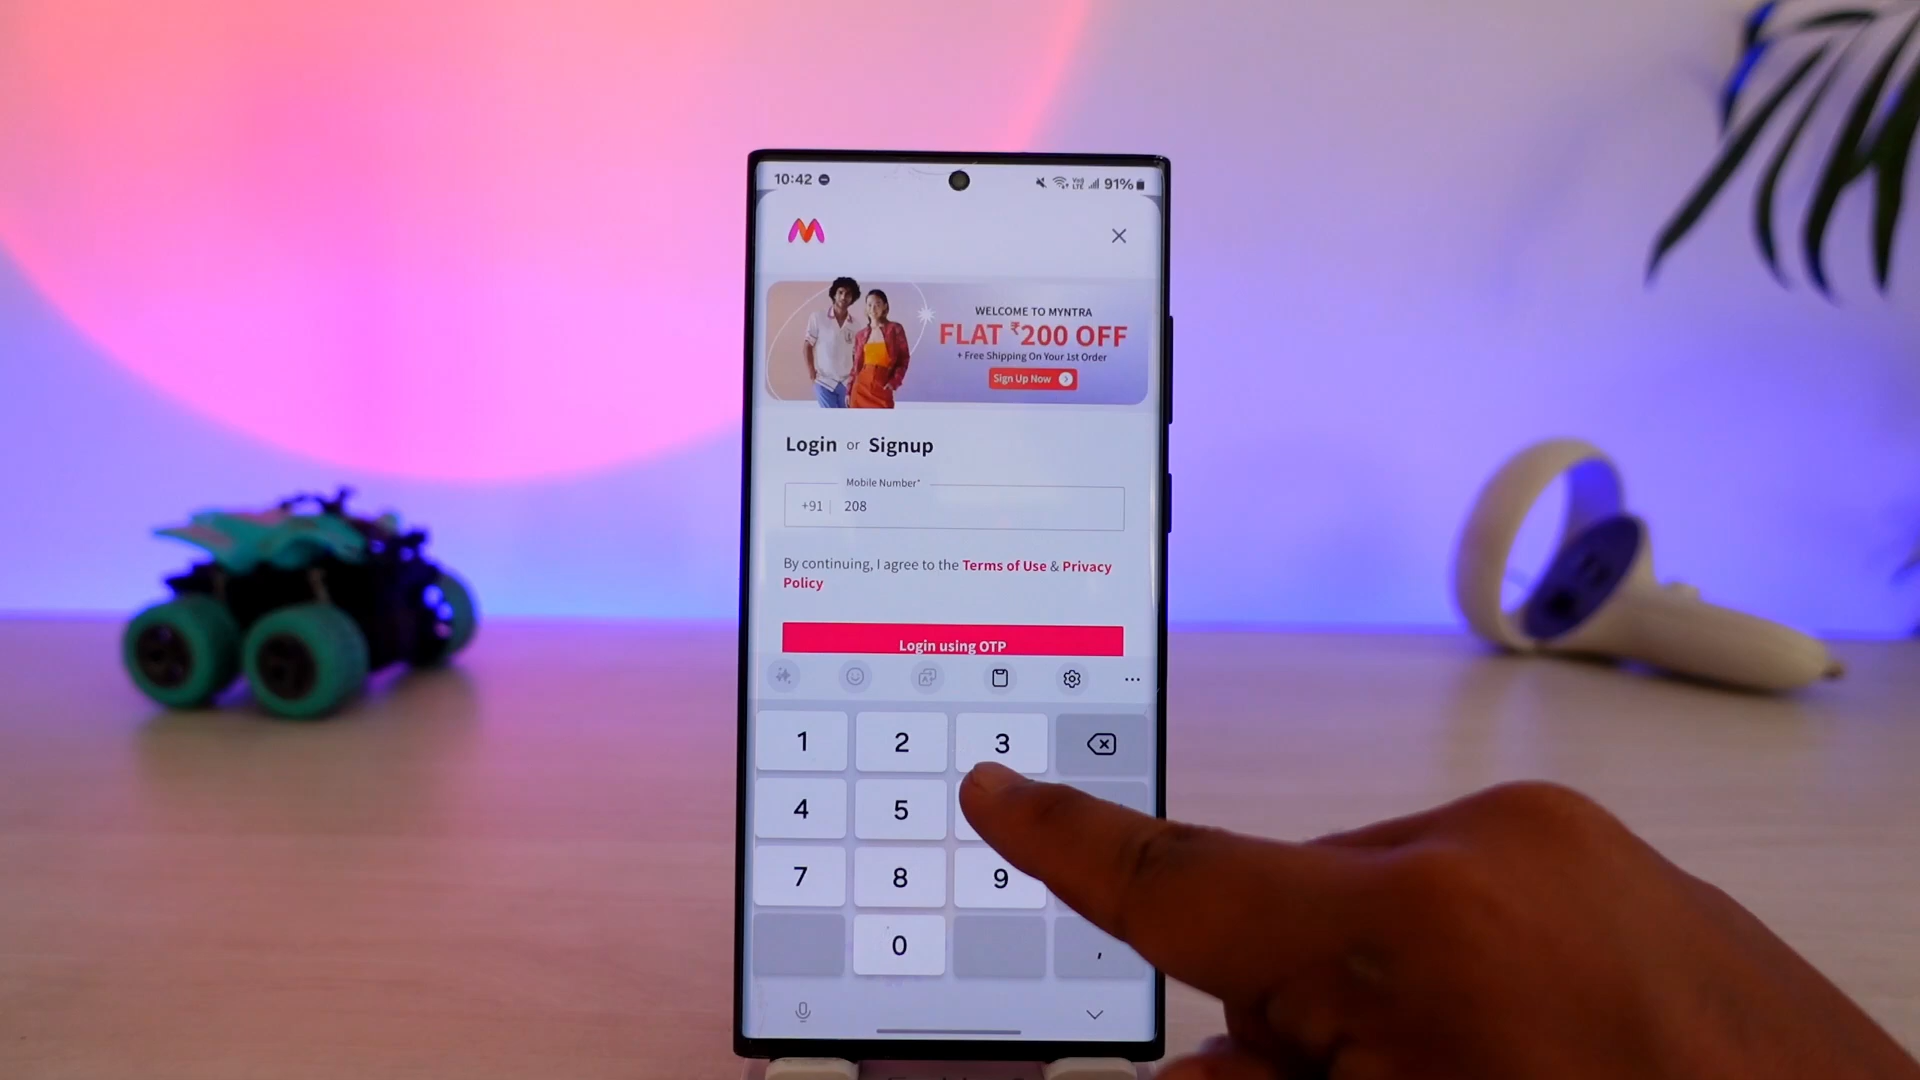 10:42
91%
WELCOME TO MYNTRA
FLAT ₹200 OFF
+ Free Shipping On Your 1st Order
Sign Up Now
Login or Signup
Mobile Number*
+91 208
By continuing, I agree to the Terms of Use & Privacy
Policy
Login using OTP
1 2 3
4 5
7 8 9
0 ,